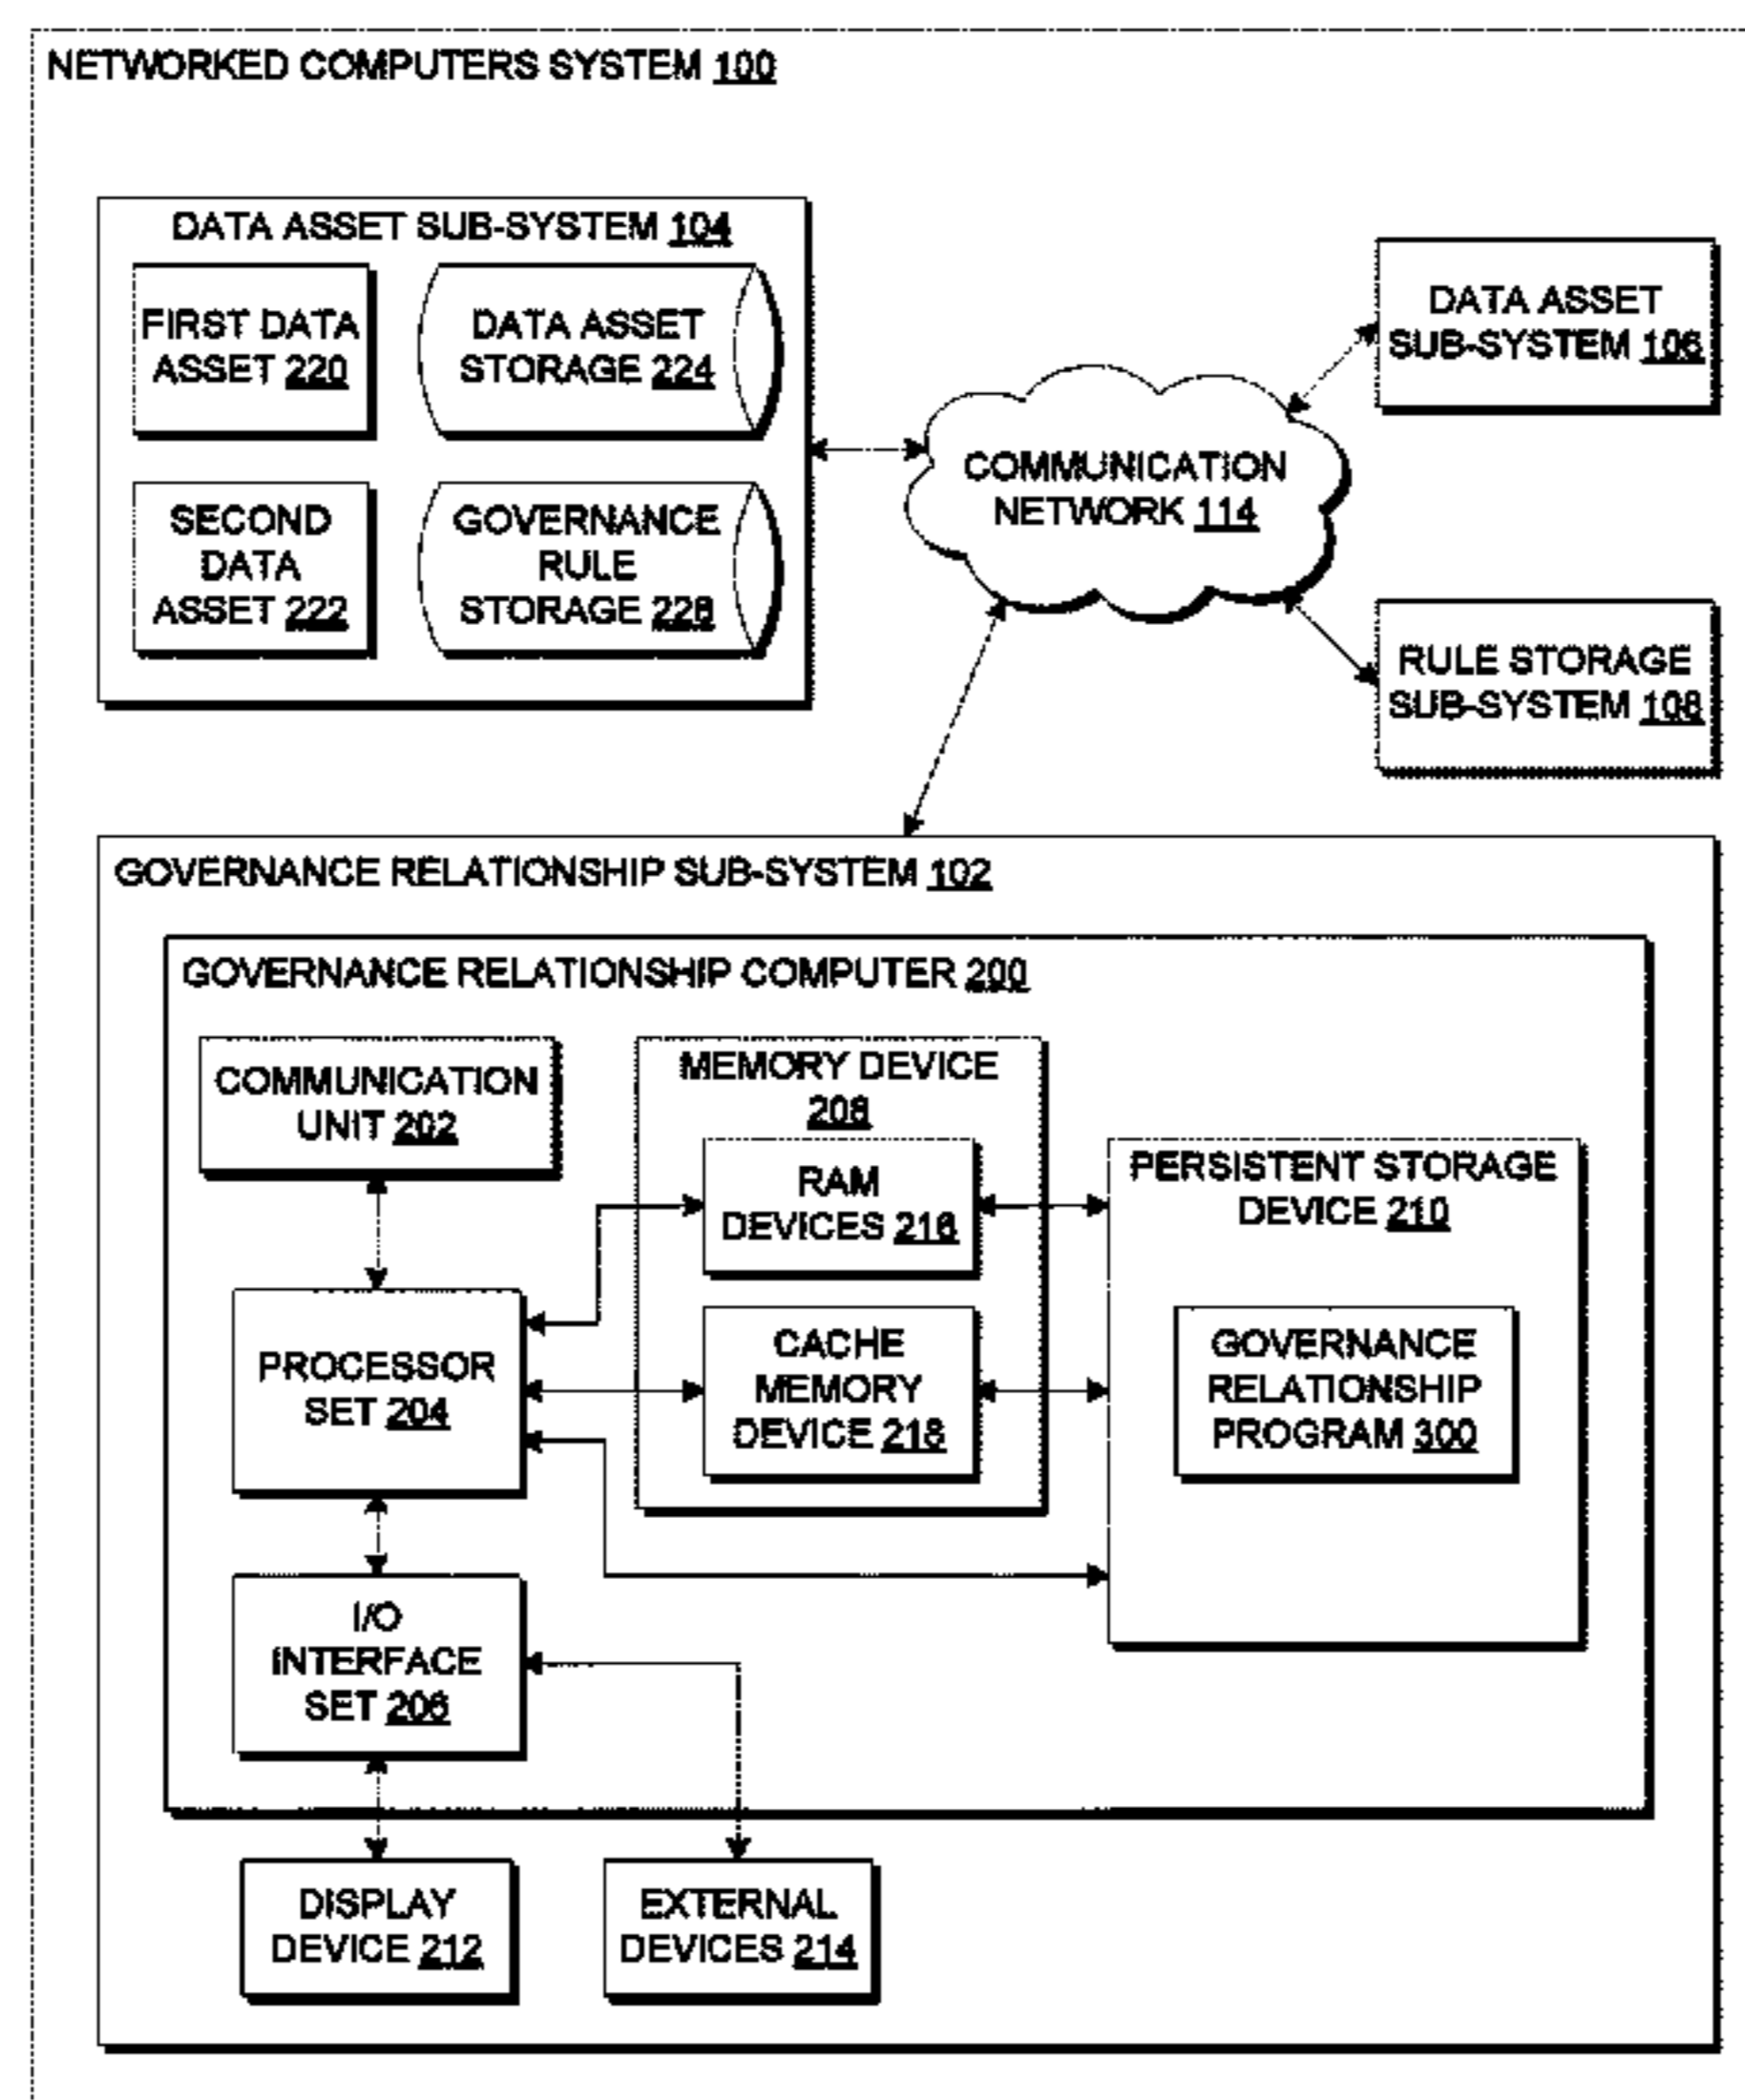 NETWORKED COMPUTERS SYSTEM 100
DATA ASSET SUB-SYSTEM 104
FIRST DATA
ASSET 220
DATA ASSET
STORAGE 224
SECOND
DATA
ASSET 222
GOVERNANCE
RULE
STORAGE 226
COMMUNICATION
NETWORK 114
DATA ASSET
SUB-SYSTEM 106
RULE STORAGE
SUB-SYSTEM 108
GOVERNANCE RELATIONSHIP SUB-SYSTEM 102
GOVERNANCE RELATIONSHIP COMPUTER 200
COMMUNICATION
UNIT 202
MEMORY DEVICE
208
RAM
DEVICES 216
PERSISTENT STORAGE
DEVICE 210
PROCESSOR
SET 204
CACHE
MEMORY
DEVICE 218
GOVERNANCE
RELATIONSHIP
PROGRAM 300
I/O
INTERFACE
SET 206
DISPLAY
DEVICE 212
EXTERNAL
DEVICES 214